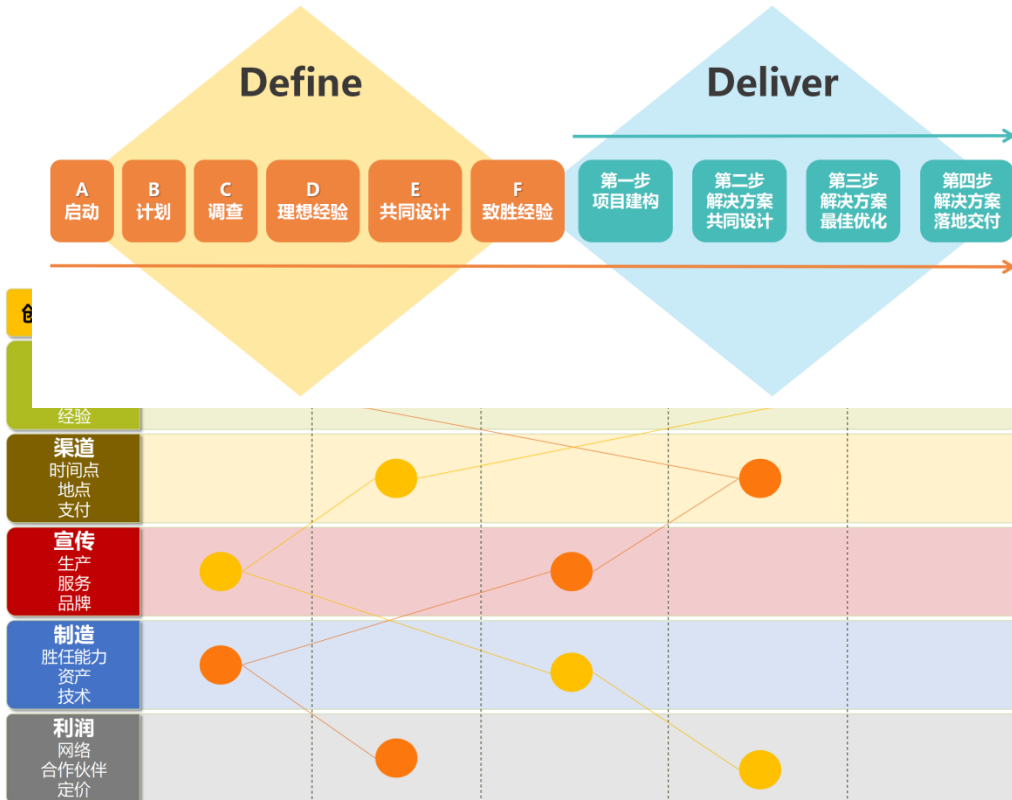 Define
Deliver
A
启动
B
计划
C
调查
D
理想经验
E
共同设计
F
致胜经验
第一步
项目建构
第二步
解决方案
共同设计
第三步
解决方案
最佳优化
第四步
解决方案
落地交付
经验
渠道
时间点
地点
支付
宣传
生产
服务
品牌
制造
胜任能力
资产
技术
利润
网络
合作伙伴
定价